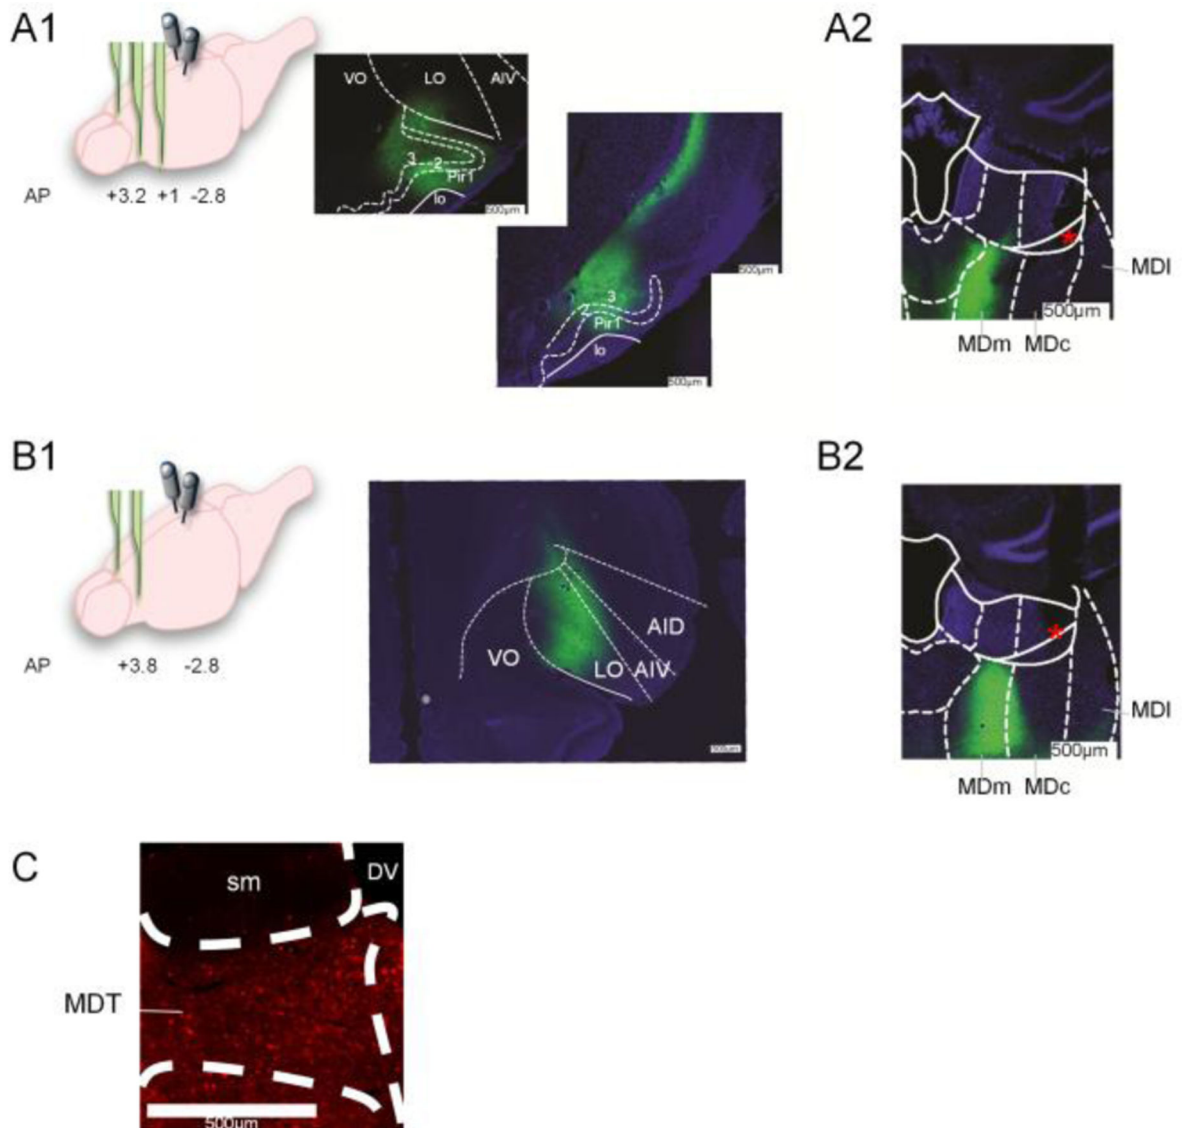 A1
AP
+3.2 +1 -2.8
VO LO AIV
3 2
Pir1
lo
500µm
500µm
3
2
Pir1
lo
500µm
A2
MDl
500µm
MDm MDc
B1
AP
+3.8 -2.8
VO LO AIV AID
500µm
B2
MDl
500µm
MDm MDc
C
sm
DV
MDT
500µm